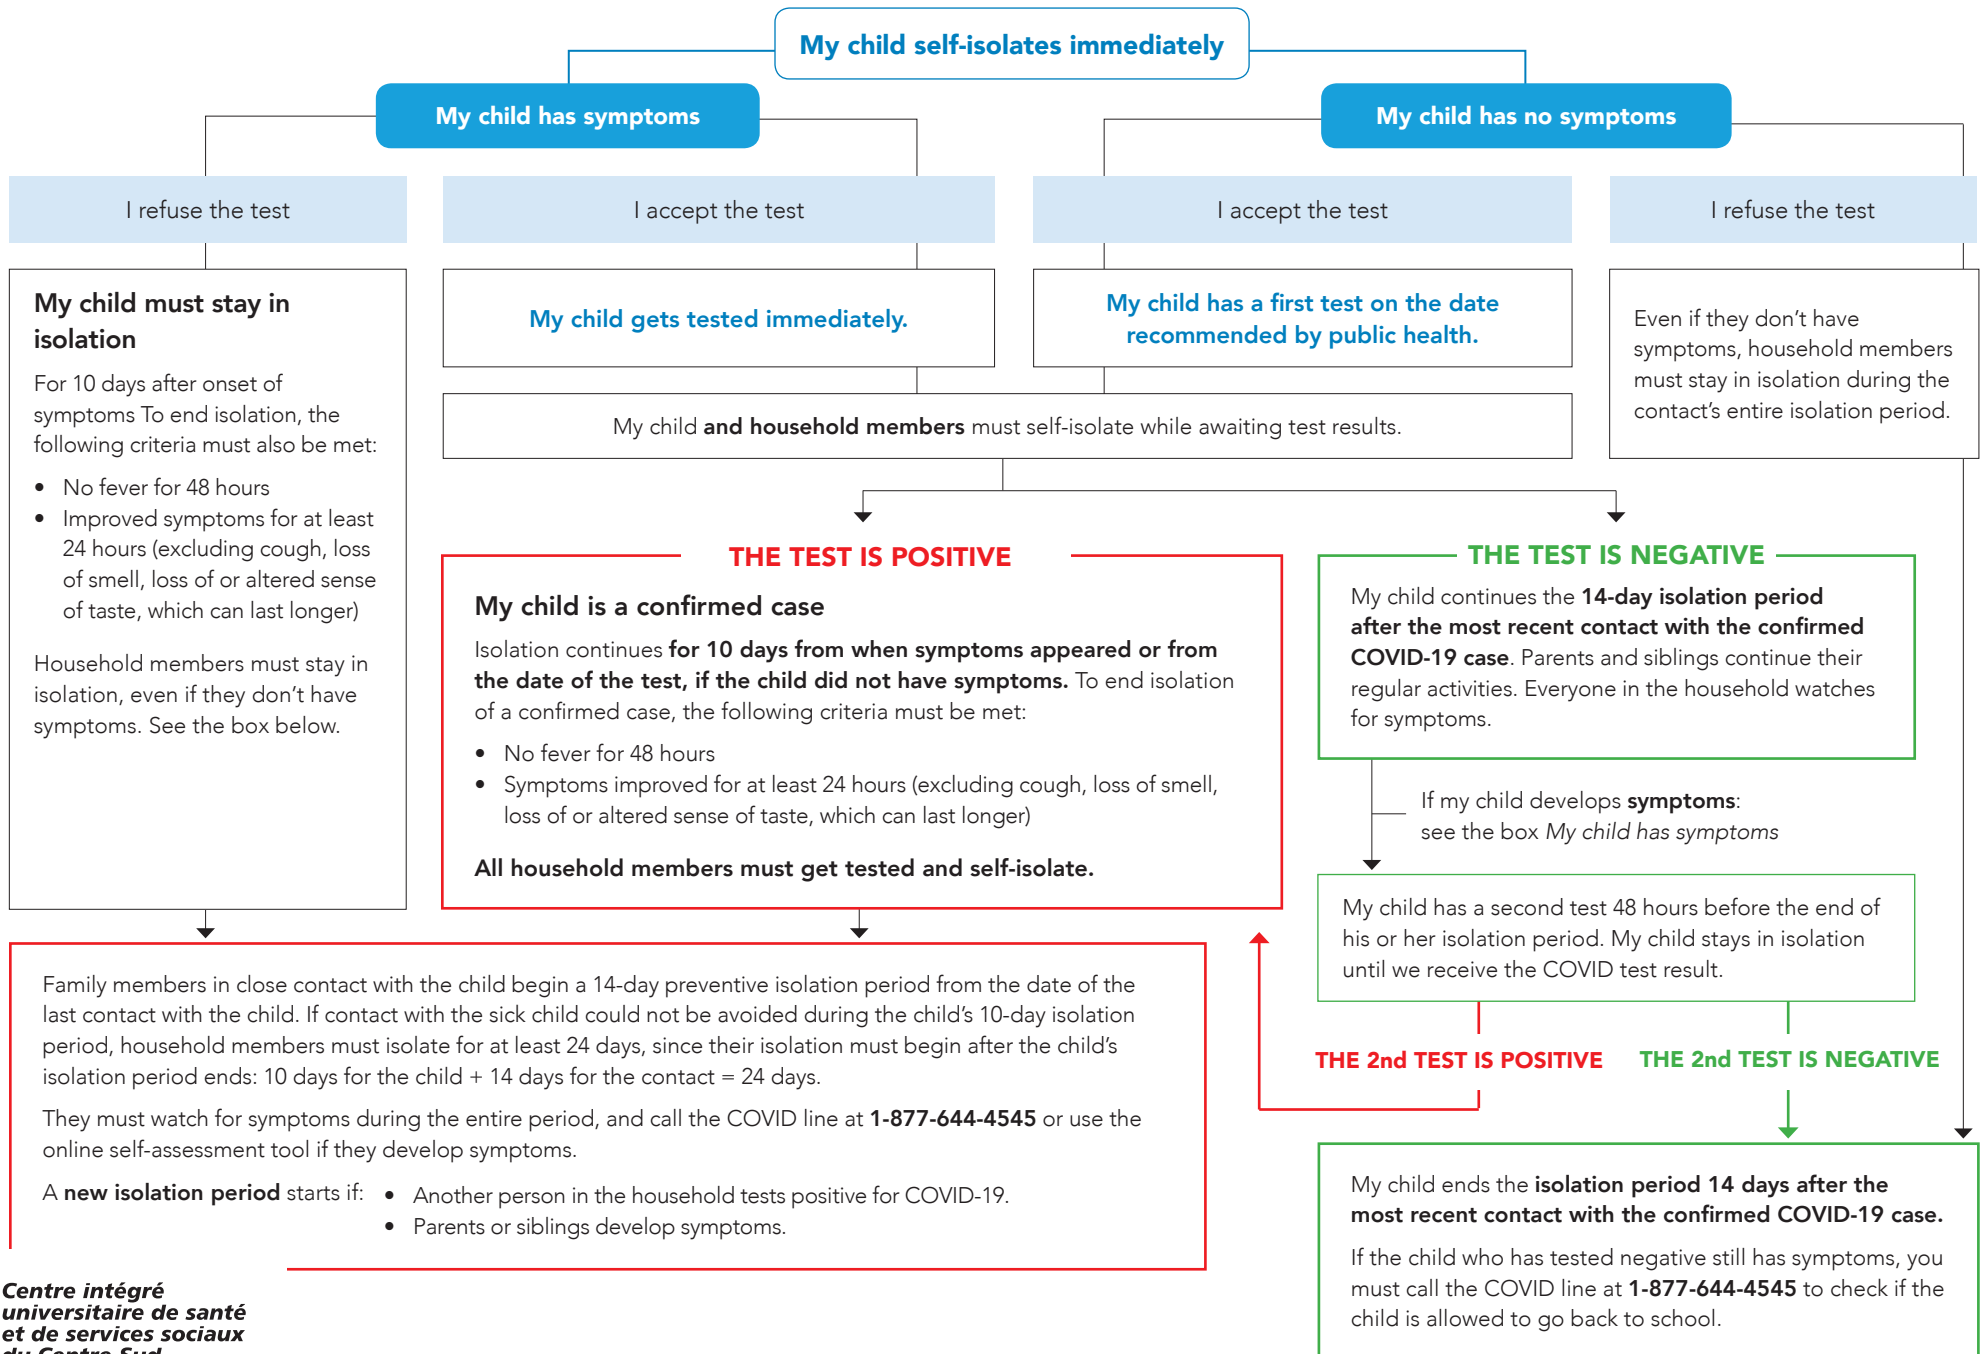 My child self-isolates immediately
My child has symptoms
My child has no symptoms
I refuse the test
I accept the test
I accept the test
I refuse the test
My child must stay in
isolation
For 10 days after onset of
symptoms To end isolation, the
following criteria must also be met:
• No fever for 48 hours
• Improved symptoms for at least
24 hours (excluding cough, loss
of smell, loss of or altered sense
of taste, which can last longer)
Household members must stay in
isolation, even if they don't have
symptoms. See the box below.
My child gets tested immediately.
My child has a first test on the date
recommended by public health.
Even if they don't have
symptoms, household members
must stay in isolation during the
contact's entire isolation period.
My child and household members must self-isolate while awaiting test results.
THE TEST IS POSITIVE
My child is a confirmed case
Isolation continues for 10 days from when symptoms appeared or from
the date of the test, if the child did not have symptoms. To end isolation
of a confirmed case, the following criteria must be met:
• No fever for 48 hours
• Symptoms improved for at least 24 hours (excluding cough, loss of smell,
loss of or altered sense of taste, which can last longer)
All household members must get tested and self-isolate.
THE TEST IS NEGATIVE
My child continues the 14-day isolation period
after the most recent contact with the confirmed
COVID-19 case. Parents and siblings continue their
regular activities. Everyone in the household watches
for symptoms.
If my child develops symptoms:
see the box My child has symptoms
My child has a second test 48 hours before the end of
his or her isolation period. My child stays in isolation
until we receive the COVID test result.
THE 2nd TEST IS POSITIVE
THE 2nd TEST IS NEGATIVE
Family members in close contact with the child begin a 14-day preventive isolation period from the date of the
last contact with the child. If contact with the sick child could not be avoided during the child's 10-day isolation
period, household members must isolate for at least 24 days, since their isolation must begin after the child's
isolation period ends: 10 days for the child + 14 days for the contact = 24 days.
They must watch for symptoms during the entire period, and call the COVID line at 1-877-644-4545 or use the
online self-assessment tool if they develop symptoms.
A new isolation period starts if: • Another person in the household tests positive for COVID-19.
• Parents or siblings develop symptoms.
My child ends the isolation period 14 days after the
most recent contact with the confirmed COVID-19 case.
If the child who has tested negative still has symptoms, you
must call the COVID line at 1-877-644-4545 to check if the
child is allowed to go back to school.
Centre intégré
universitaire de santé
et de services sociaux
du Centre-Sud